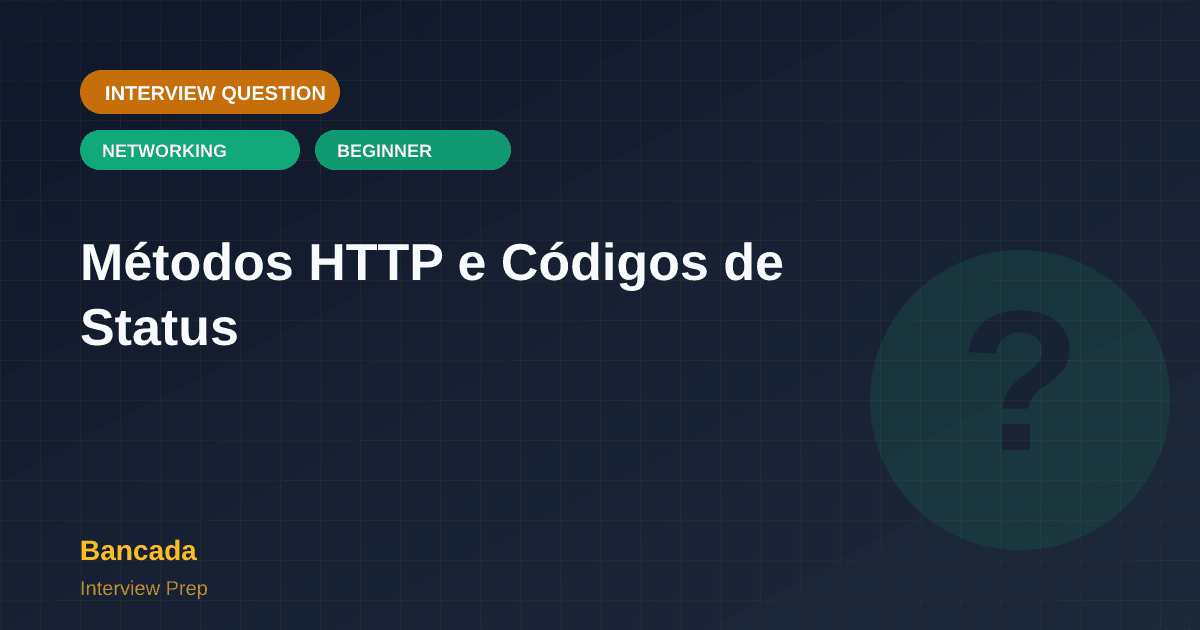 INTERVIEW QUESTION
NETWORKING
BEGINNER
Métodos HTTP e Códigos de
Status
?
Bancada
Interview Prep